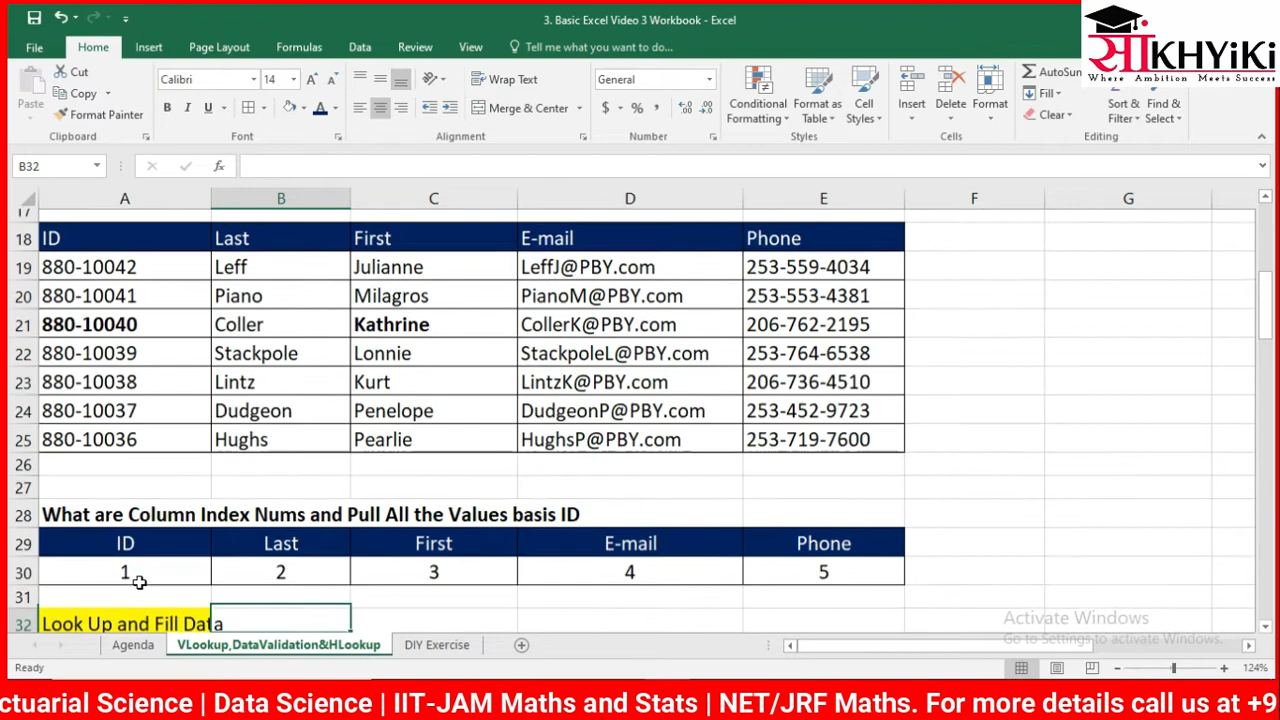 3. Basic Excel Video 3 Workbook - Excel
साKHYiKi
Where Ambition Meets Success
File Home Insert Page Layout Formulas Data Review View Tell me what you want to do...
Cut
Copy
Format Painter
Paste
Calibri 14
B I U
Wrap Text
Merge & Center
General
$ % ,
Conditional Formatting
Format as Table
Cell Styles
Insert Delete Format
AutoSum
Fill
Clear
Sort & Filter
Find & Select
Clipboard Font Alignment Number Styles Cells Editing
B32 fx
A B C D E F G
17
18 ID Last First E-mail Phone
19 880-10042 Leff Julianne LeffJ@PBY.com 253-559-4034
20 880-10041 Piano Milagros PianoM@PBY.com 253-553-4381
21 880-10040 Coller Kathrine CollerK@PBY.com 206-762-2195
22 880-10039 Stackpole Lonnie StackpoleL@PBY.com 253-764-6538
23 880-10038 Lintz Kurt LintzK@PBY.com 206-736-4510
24 880-10037 Dudgeon Penelope DudgeonP@PBY.com 253-452-9723
25 880-10036 Hughs Pearlie HughsP@PBY.com 253-719-7600
26
27
28 What are Column Index Nums and Pull All the Values basis ID
29 ID Last First E-mail Phone
30 1 2 3 4 5
31
32 Look Up and Fill Data
Activate Windows
Go to Settings to activate Windows.
Agenda VLookup,DataValidation&HLookup DIY Exercise
Ready 124%
ctuarial Science | Data Science | IIT-JAM Maths and Stats | NET/JRF Maths. For more details call us at +9